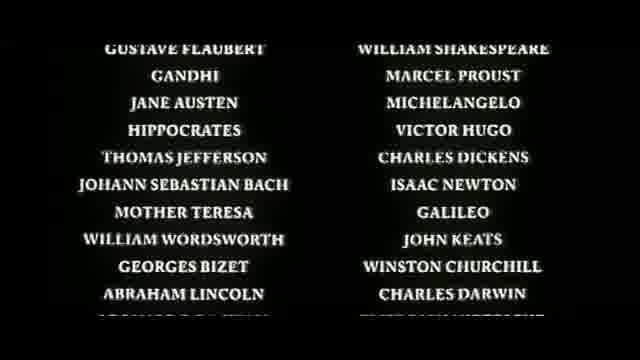 GUSTAVE FLAUBERT WILLIAM SHAKESPEARE
GANDHI MARCEL PROUST
JANE AUSTEN MICHELANGELO
HIPPOCRATES VICTOR HUGO
THOMAS JEFFERSON CHARLES DICKENS
JOHANN SEBASTIAN BACH ISAAC NEWTON
MOTHER TERESA GALILEO
WILLIAM WORDSWORTH JOHN KEATS
GEORGES BIZET WINSTON CHURCHILL
ABRAHAM LINCOLN CHARLES DARWIN